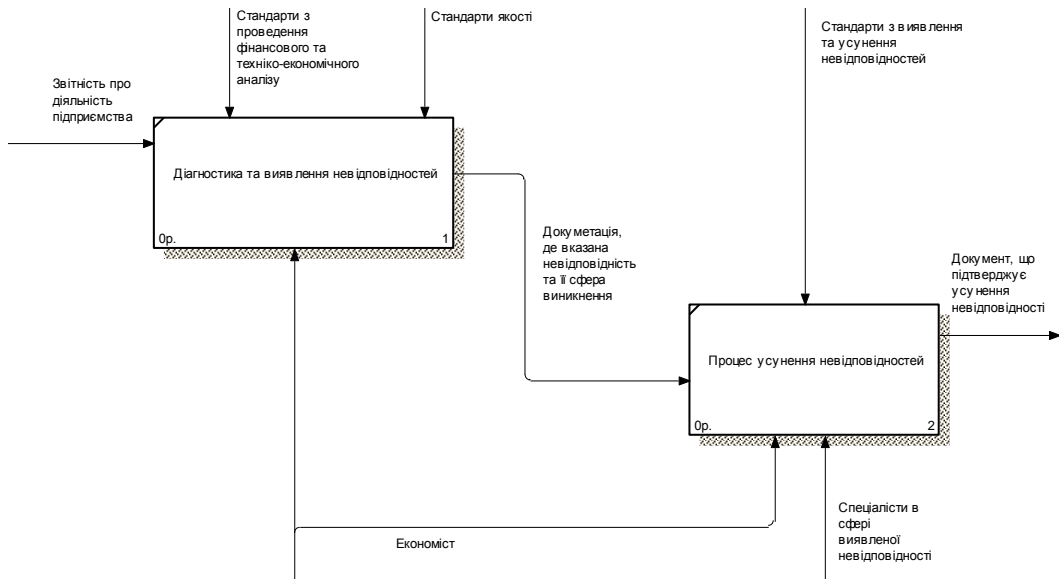 Стандарти з
проведення
фінансового та
техніко-економічного
аналізу
Стандарти якості
Стандарти з виявлення
та усунення
невідповідностей
Звітність про
діяльність
підприємства
Діагностика та виявлення невідповідностей
0р.
1
Докуметація,
де вказана
невідповідність
та її сфера
виникнення
Документ, що
підтверджує
усунення
невідповідності
Процес усунення невідповідностей
0р.
2
Економіст
Спеціалісти в
сфері
виявленої
невідповідності